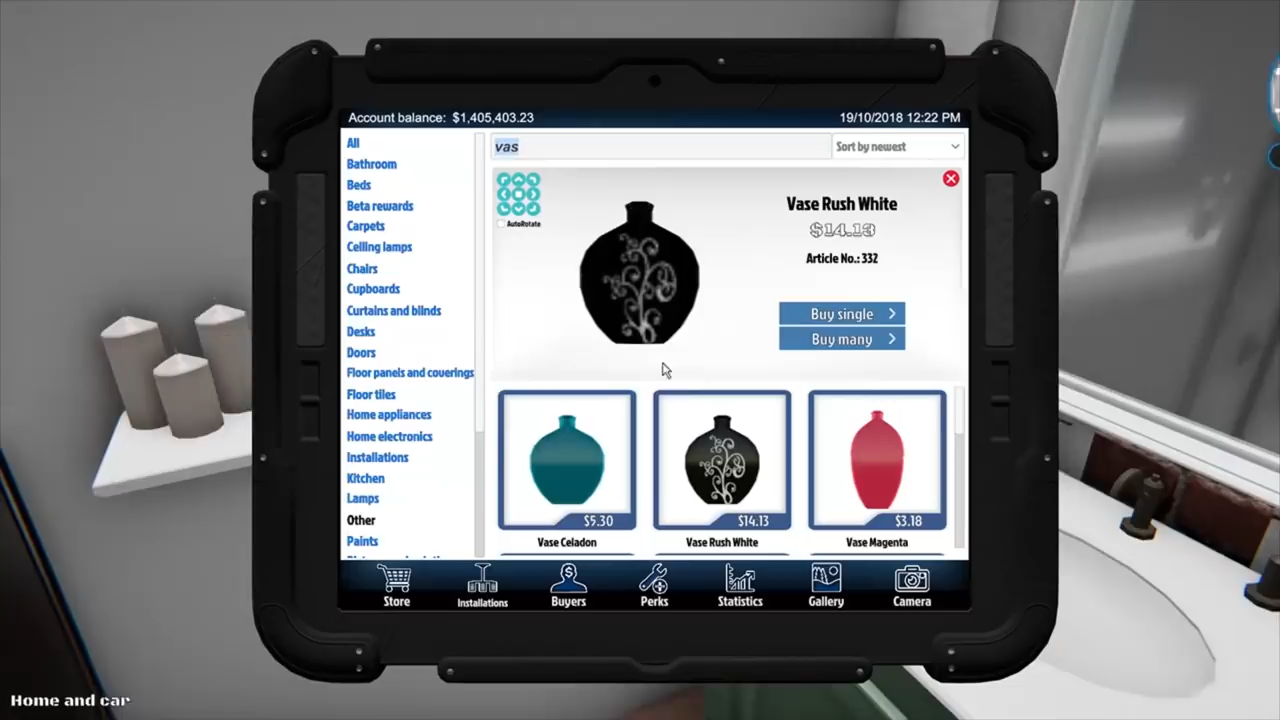 Account balance: $1,405,403.23
19/10/2018 12:22 PM
All
Bathroom
Beds
Beta rewards
Carpets
Ceiling lamps
Chairs
Cupboards
Curtains and blinds
Desks
Doors
Floor panels and coverings
Floor tiles
Home appliances
Home electronics
Installations
Kitchen
Lamps
Other
Paints
vas
Sort by newest
AutoRotate
Vase Rush White
$14.13
Article No.: 332
Buy single
Buy many
$5.30
$14.13
$3.18
Vase Celadon
Vase Rush White
Vase Magenta
Store
Installations
Buyers
Perks
Statistics
Gallery
Camera
Home and car